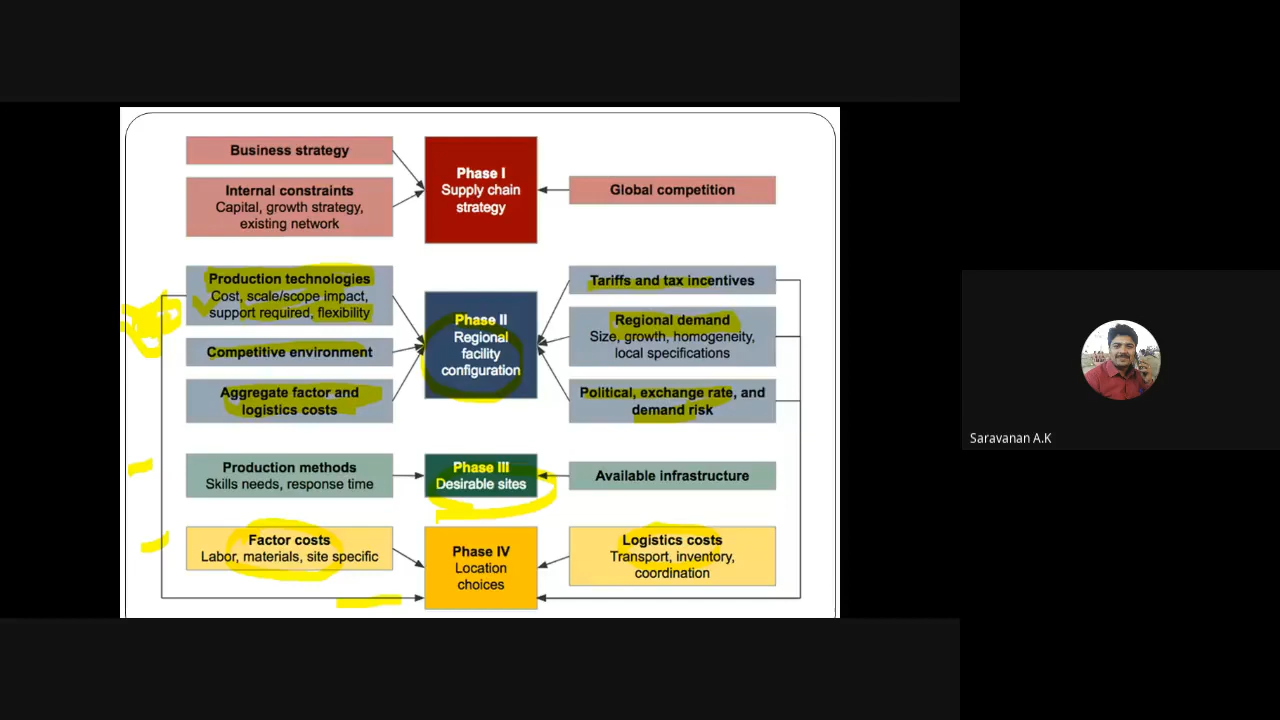 Business strategy
Internal constraints
Capital, growth strategy,
existing network
Phase I
Supply chain
strategy
Global competition
Production technologies
Cost, scale/scope impact,
support required, flexibility
Competitive environment
Aggregate factor and
logistics costs
Phase II
Regional
facility
configuration
Tariffs and tax incentives
Regional demand
Size, growth, homogeneity,
local specifications
Political, exchange rate, and
demand risk
Production methods
Skills needs, response time
Phase III
Desirable sites
Available infrastructure
Factor costs
Labor, materials, site specific
Phase IV
Location
choices
Logistics costs
Transport, inventory,
coordination
Saravanan A.K